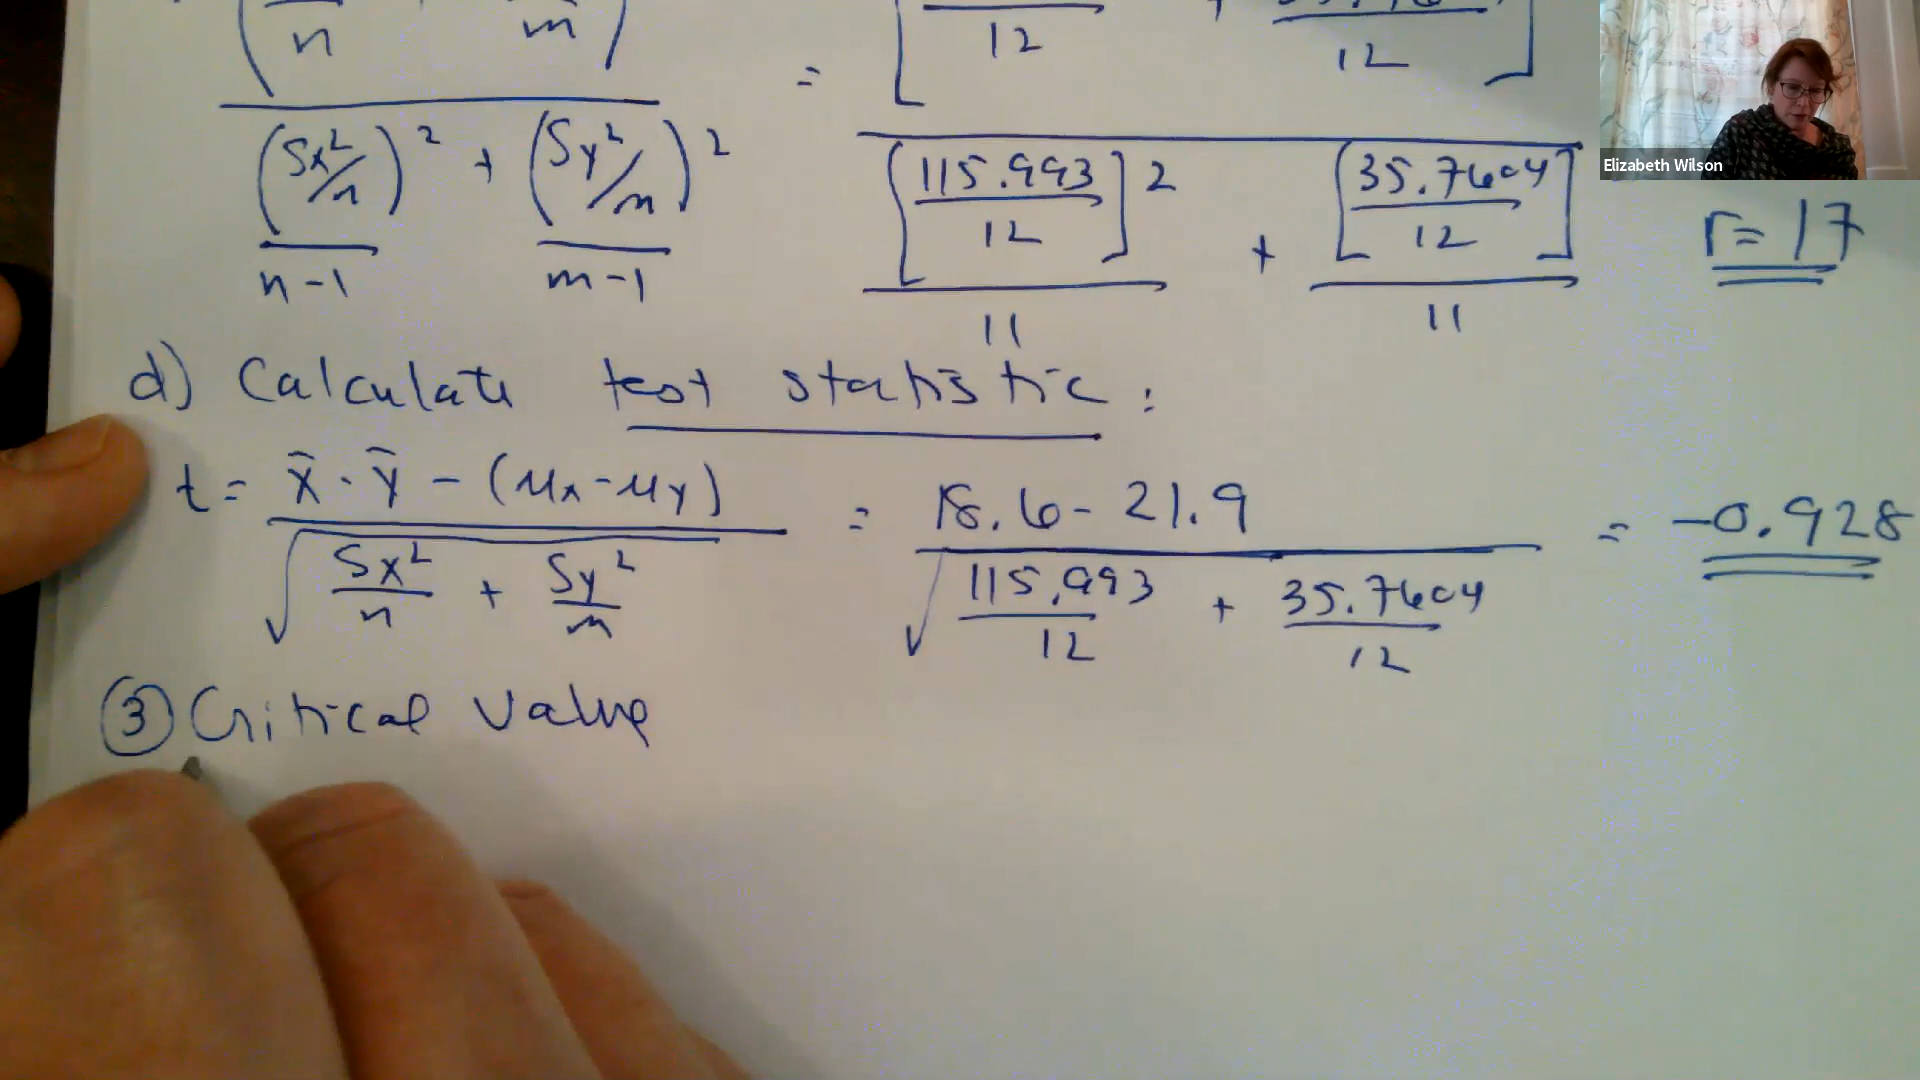 n m = 12 + 12
(Sx²/n)² + (Sy²/m)² [115.993/12]² + [35.7604/12] r = 17
n-1 m-1 11 11
Elizabeth Wilson
d) Calculate test statistic:
t = x̄ - ȳ - (μx - μy) / √(Sx²/n + Sy²/m) = 18.6 - 21.9 / √(115.993/12 + 35.7604/12) = -0.928
③ Critical Value